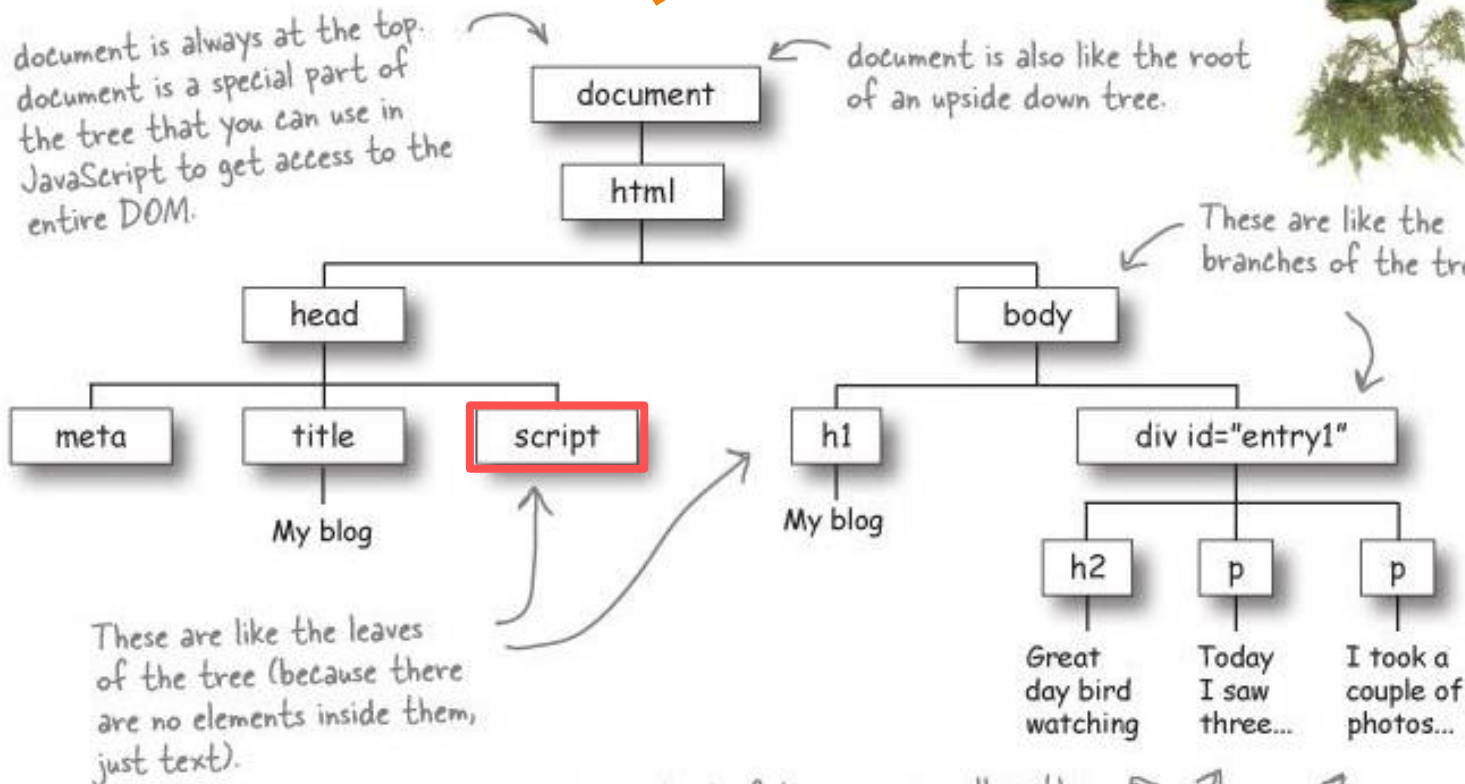 document is always at the top.
document is a special part of
the tree that you can use in
JavaScript to get access to the
entire DOM.
document
document is also like the root
of an upside down tree.
html
These are like the
branches of the
head
body
meta
title
script
h1
div id="entry1"
My blog
My blog
h2
p
p
These are like the leaves
of the tree (because there
are no elements inside them,
just text).
Great
day bird
watching
Today
I saw
three...
I took a
couple of
photos...